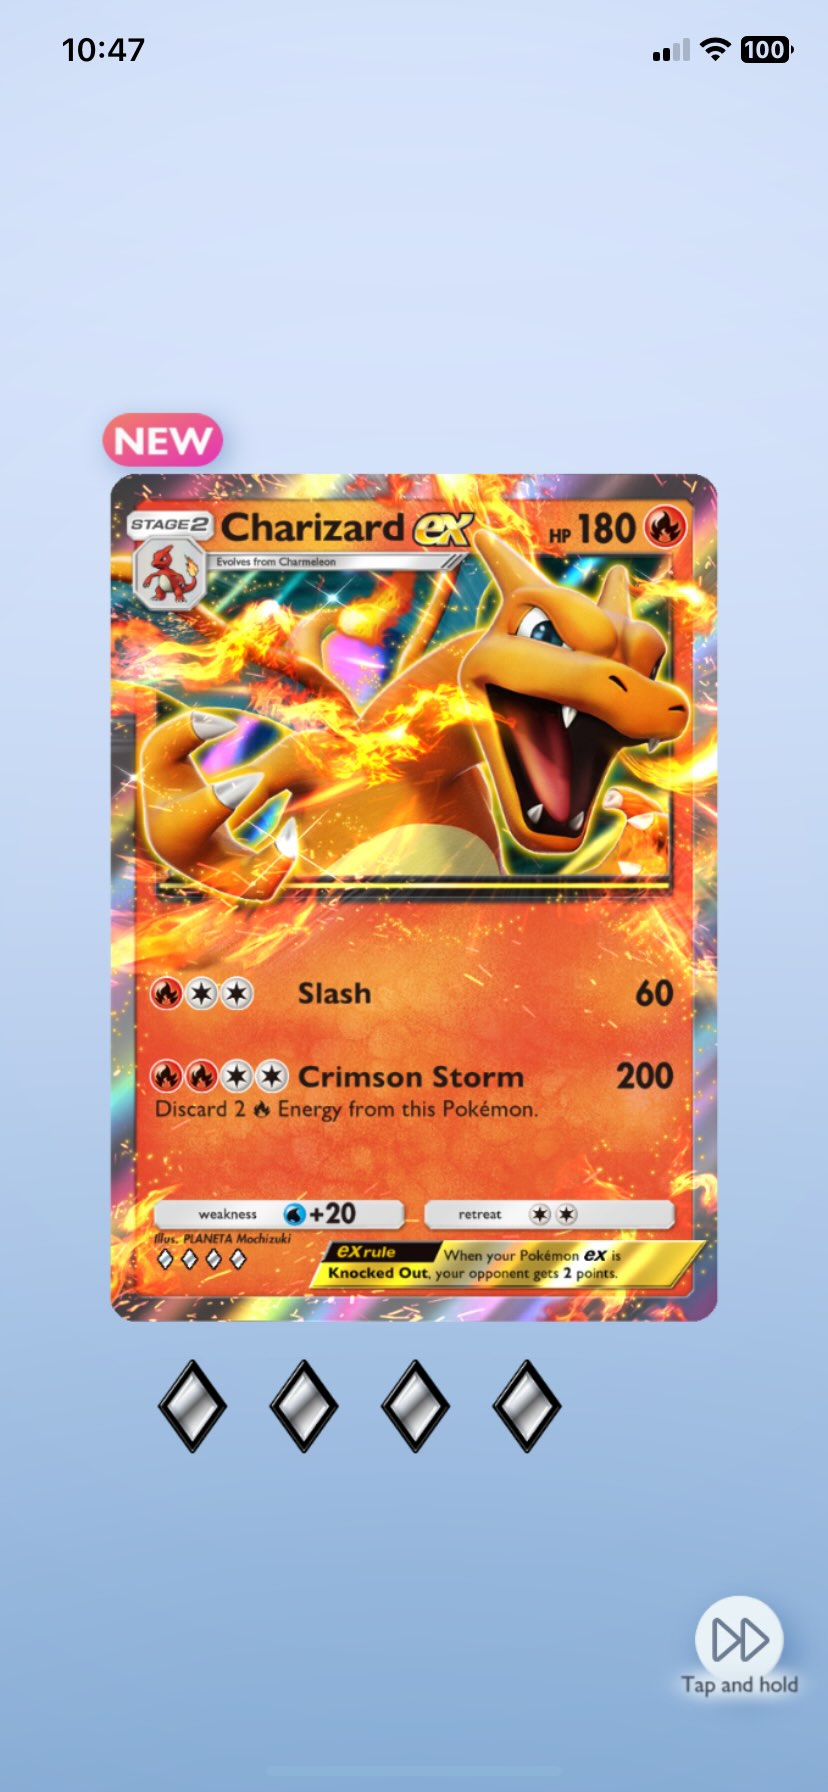 10:47
100
NEW
STAGE2 Charizard ex HP 180
Evolves from Charmeleon
Slash 60
Crimson Storm 200
Discard 2 Energy from this Pokémon.
weakness +20 retreat
Illus. PLANETA Mochizuki
ex rule When your Pokémon ex is
Knocked Out, your opponent gets 2 points.
Tap and hold